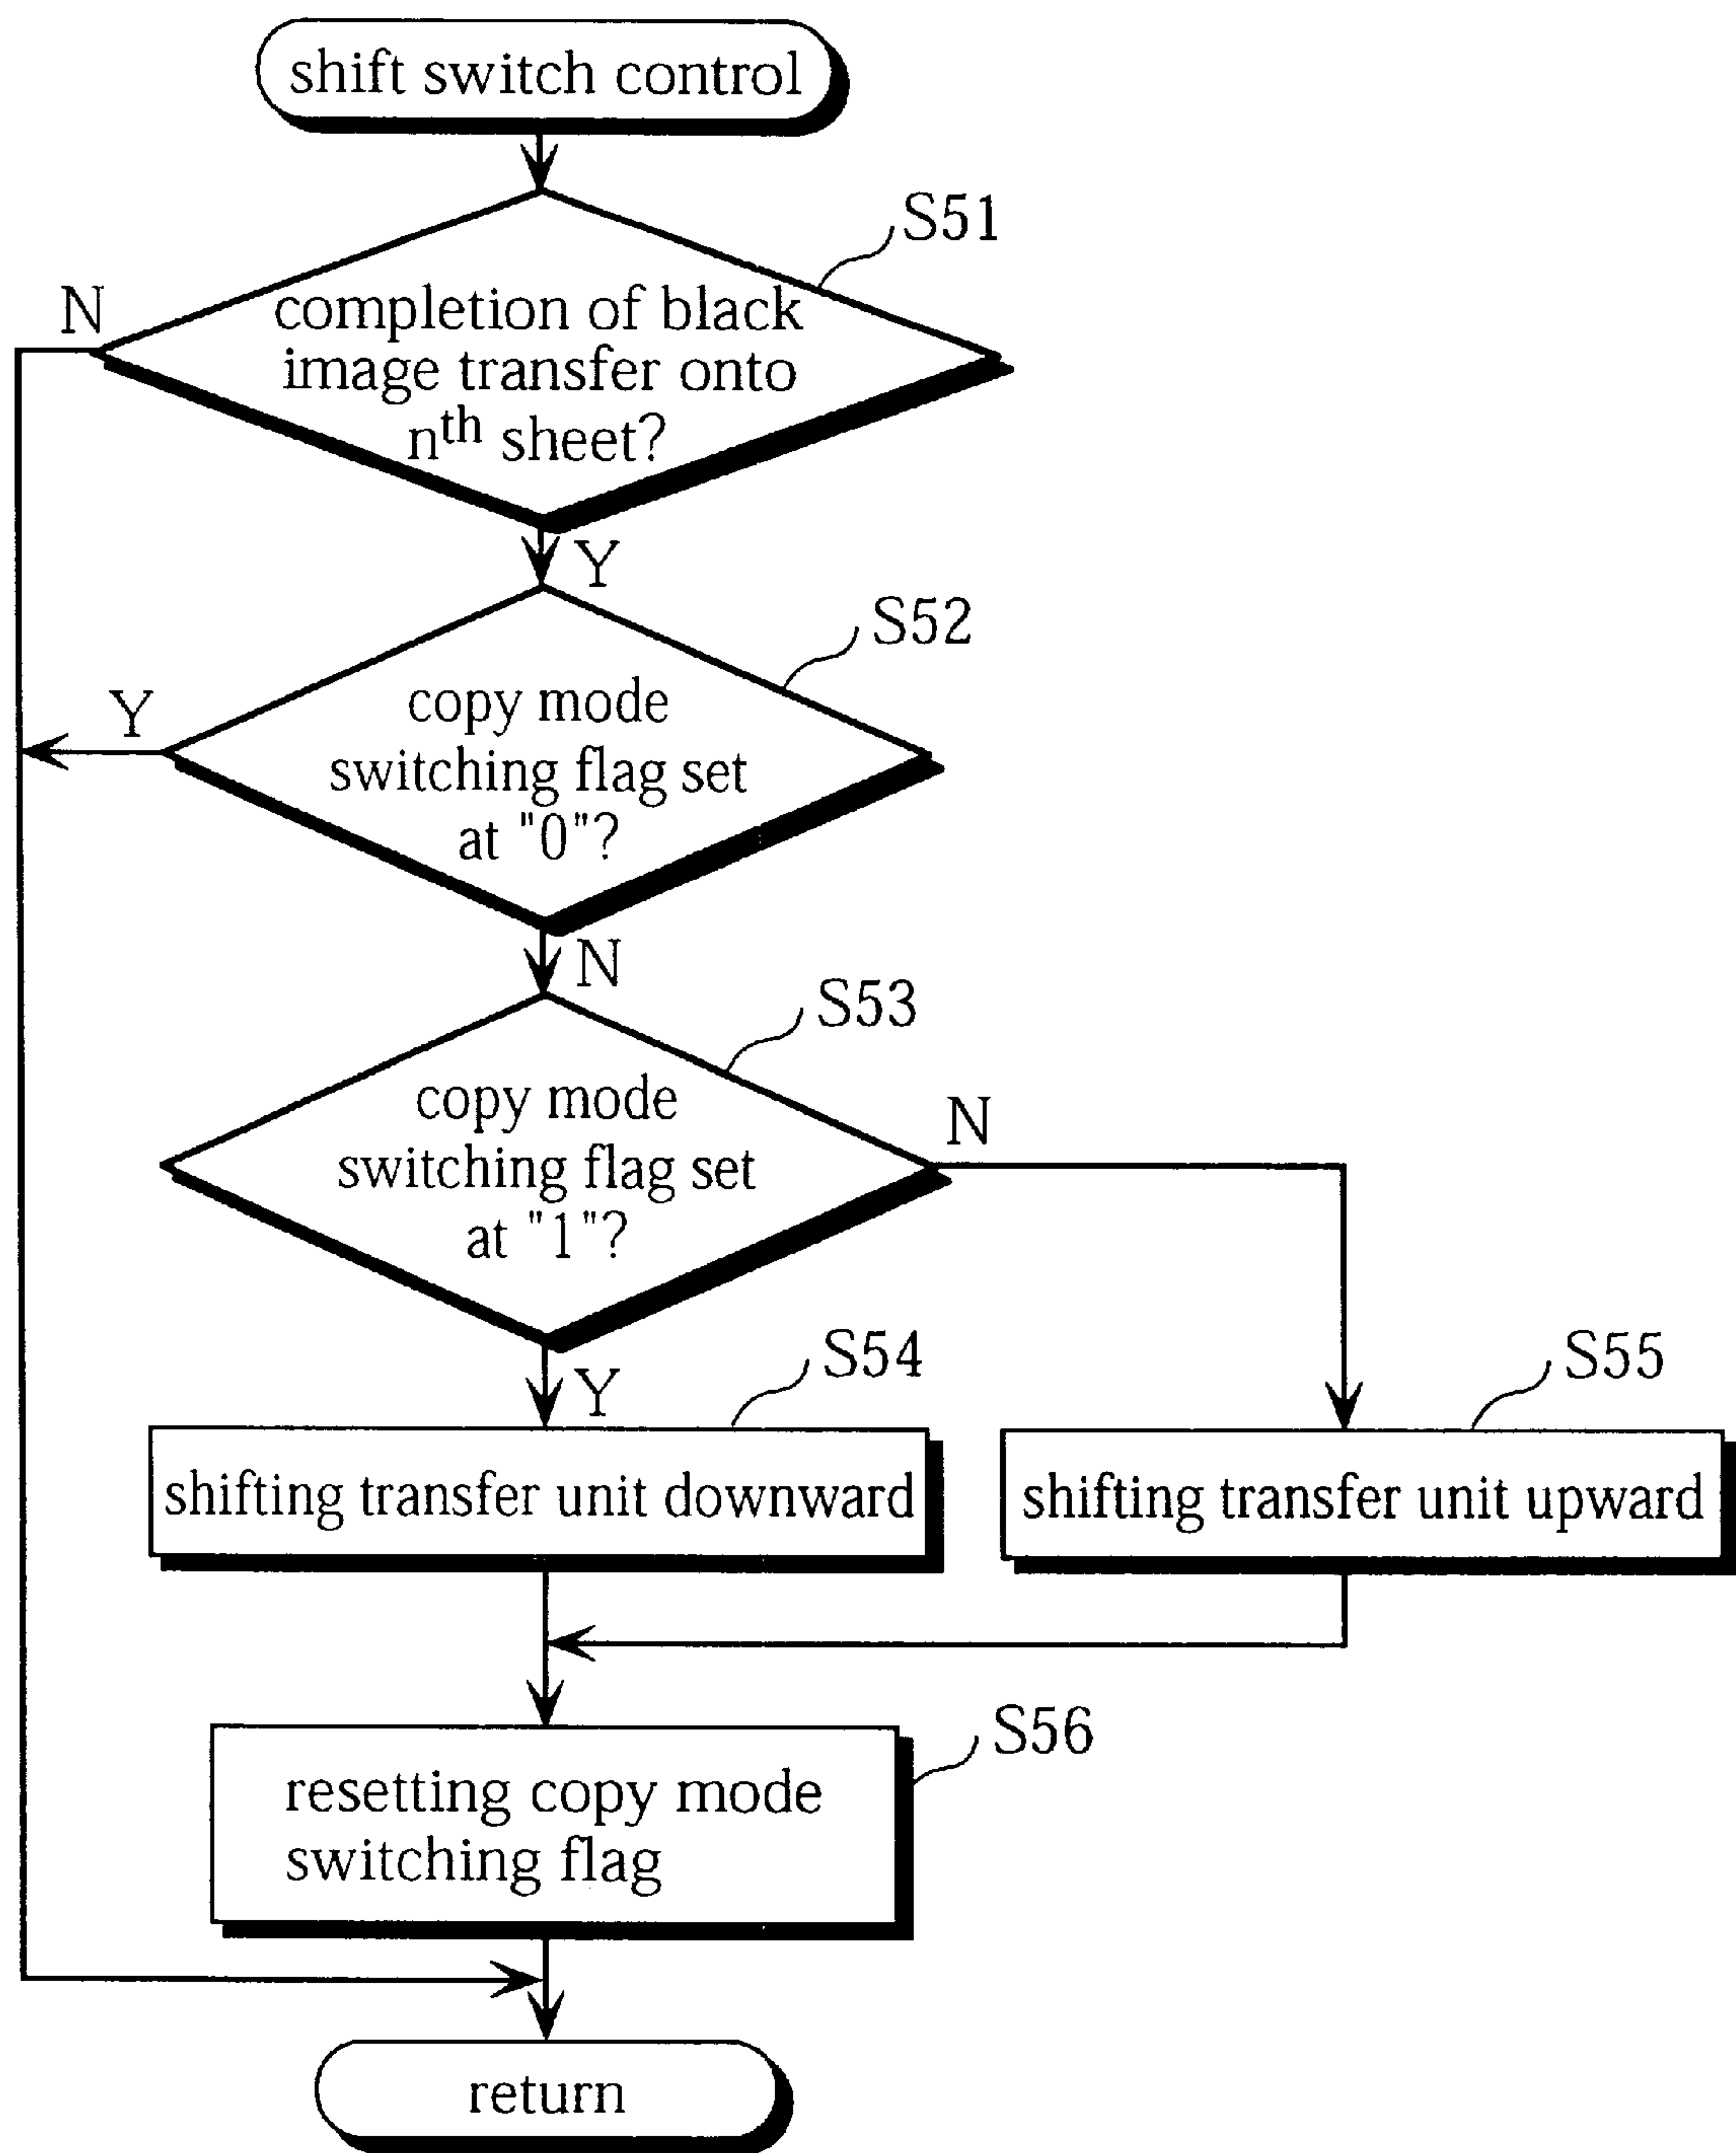 shift switch control
S51
N
completion of black
image transfer onto
nth sheet?
Y
S52
Y
copy mode
switching flag set
at "0"?
N
S53
copy mode
switching flag set
at "1"?
N
Y
S54
S55
shifting transfer unit downward
shifting transfer unit upward
S56
resetting copy mode
switching flag
return